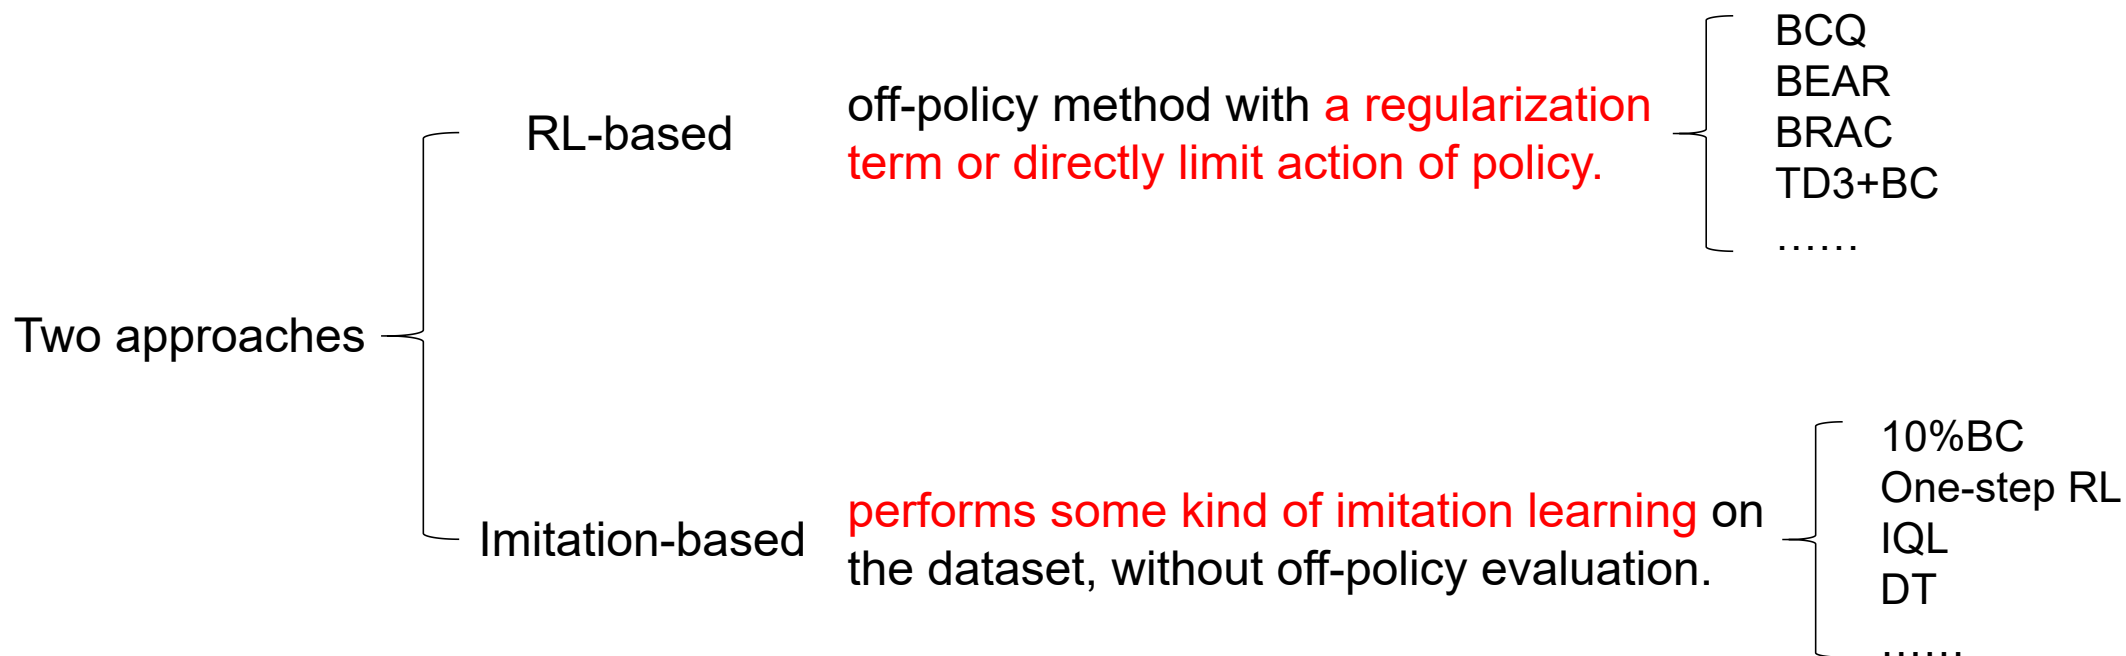 Two approaches
RL-based
off-policy method with a regularization
term or directly limit action of policy.
BCQ
BEAR
BRAC
TD3+BC
……
Imitation-based
performs some kind of imitation learning on
the dataset, without off-policy evaluation.
10%BC
One-step RL
IQL
DT
……